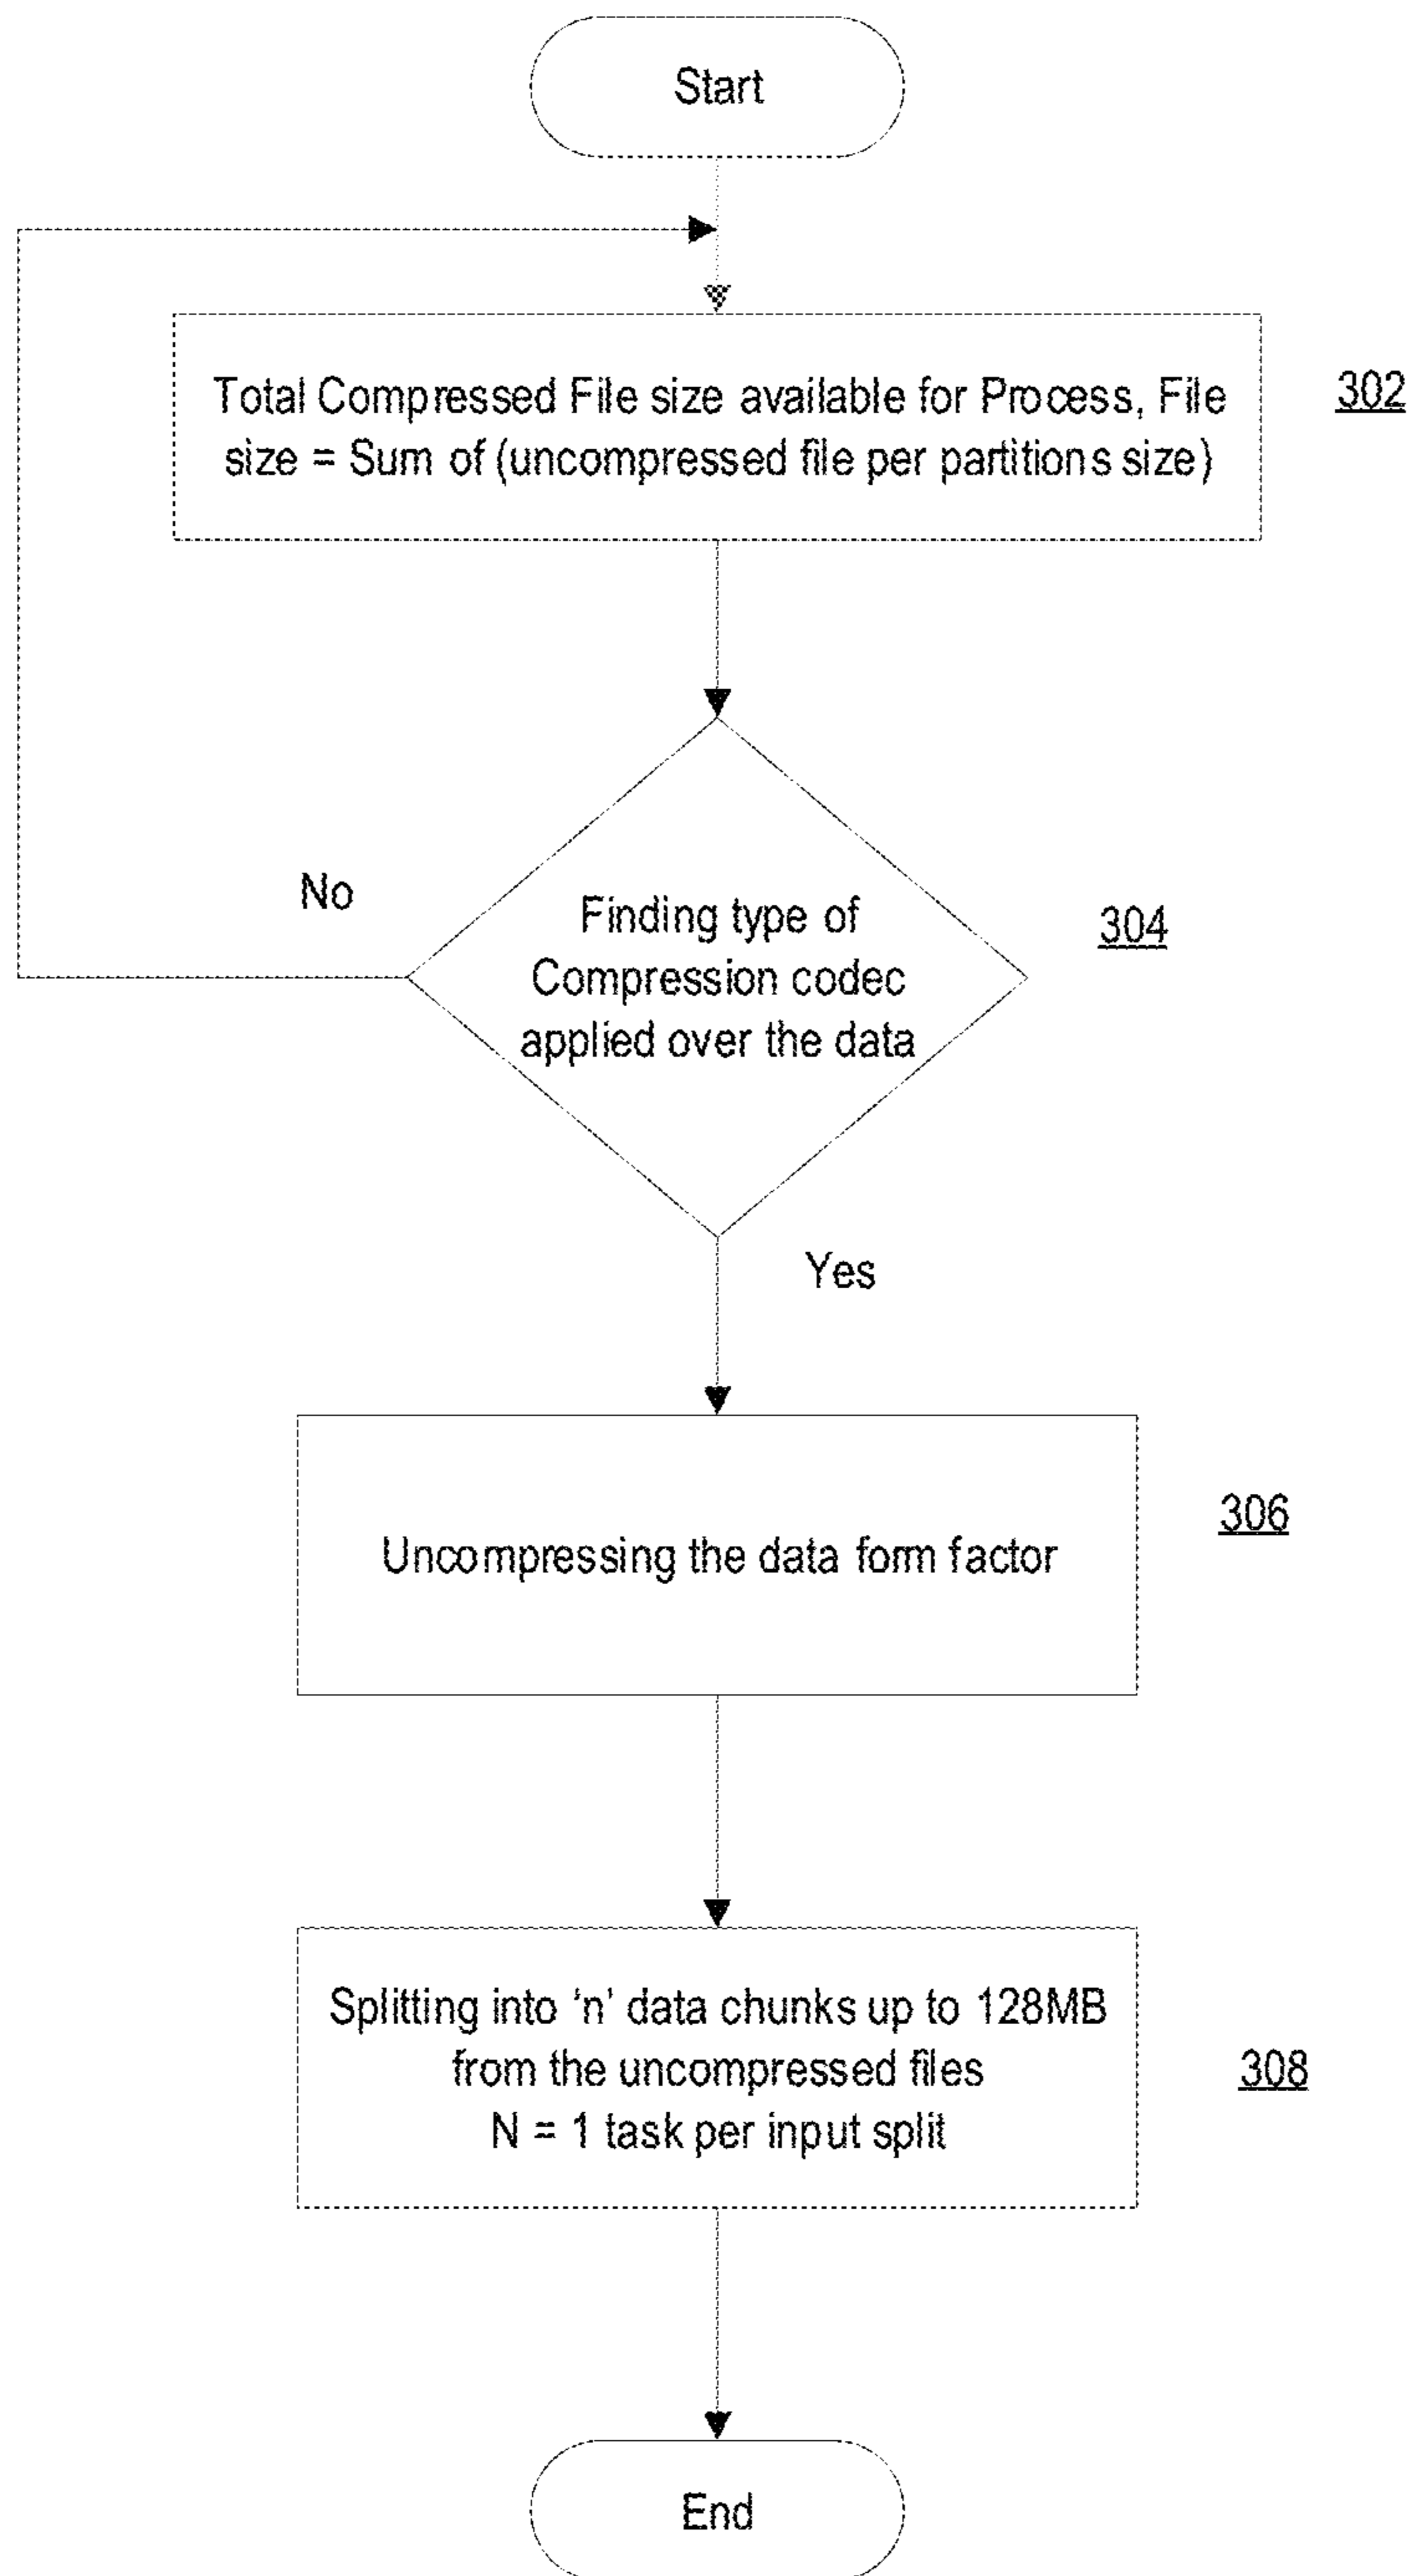 Start
Total Compressed File size available for Process, File
size = Sum of (uncompressed file per partitions size)
302
Finding type of
Compression codec
applied over the data
304
No
Yes
Uncompressing the data form factor
306
Splitting into ‘n’ data chunks up to 128MB
from the uncompressed files
N = 1 task per input split
308
End